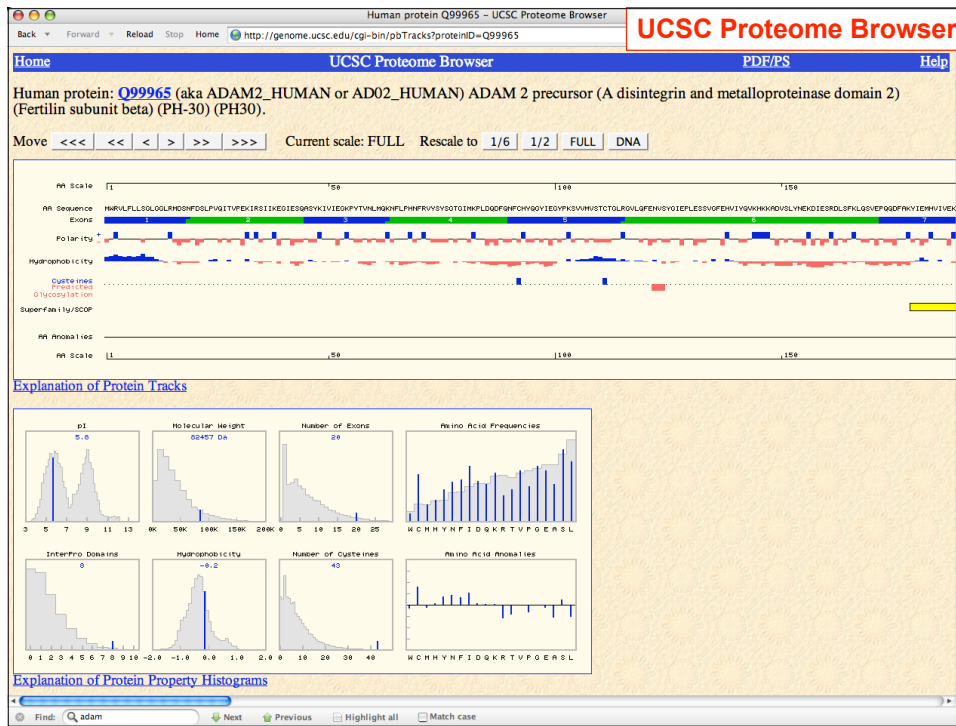 Human protein Q99965 – UCSC Proteome Browser
Back Forward Reload Stop Home http://genome.ucsc.edu/cgi-bin/pbTracks?proteinID=Q99965
UCSC Proteome Browser
Home UCSC Proteome Browser PDF/PS Help
Human protein: Q99965 (aka ADAM2_HUMAN or AD02_HUMAN) ADAM 2 precursor (A disintegrin and metalloproteinase domain 2)
(Fertilin subunit beta) (PH-30) (PH30).
Move <<< << < > >> >>> Current scale: FULL Rescale to 1/6 1/2 FULL DNA
AA Scale |1 '50 |100 '150
AA Sequence
Exons 1 2 3 4 5 6 7
Polarity + -
Hydrophobicity
Cysteines
Predicted
Glycosylation
Superfamily/SCOP
AA Anomalies
AA Scale |1 ,50 |100 ,150
Explanation of Protein Tracks
pI Molecular Weight Number of Exons Amino Acid Frequencies
5.8 82457 DA 20
3 5 7 9 11 13 0K 50K 100K 150K 200K 0 5 10 15 20 25 W C M H Y N F I D Q K R T V P G E A S L
InterPro Domains Hydrophobicity Number of Cysteines Amino Acid Anomalies
8 -0.2 43
0 1 2 3 4 5 6 7 8 9 10 -2.0 -1.0 0.0 1.0 2.0 0 10 20 30 40 W C M H Y N F I D Q K R T V P G E A S L
Explanation of Protein Property Histograms
Find: adam Next Previous Highlight all Match case